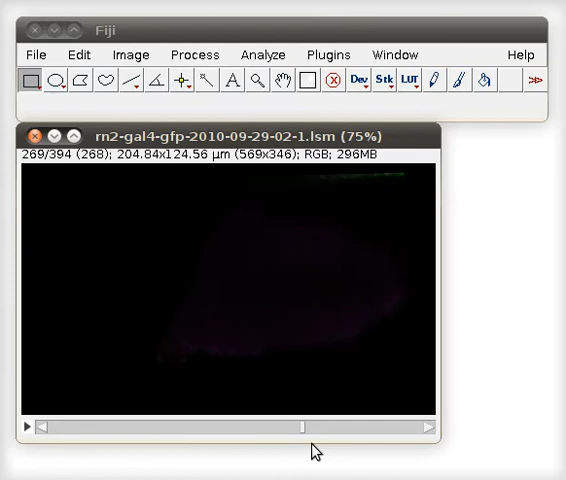 Fiji
File Edit Image Process Analyze Plugins Window Help
A Dev Stk LUT
rn2-gal4-gfp-2010-09-29-02-1.lsm (75%)
269/394 (268); 204.84x124.56 µm (569x346); RGB; 296MB